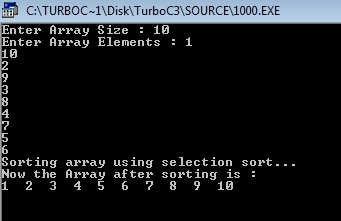 C:\TURBOC~1\Disk\TurboC3\SOURCE\1000.EXE
Enter Array Size : 10
Enter Array Elements : 1
10
2
9
3
8
4
7
5
6
Sorting array using selection sort...
Now the Array after sorting is :
1 2 3 4 5 6 7 8 9 10